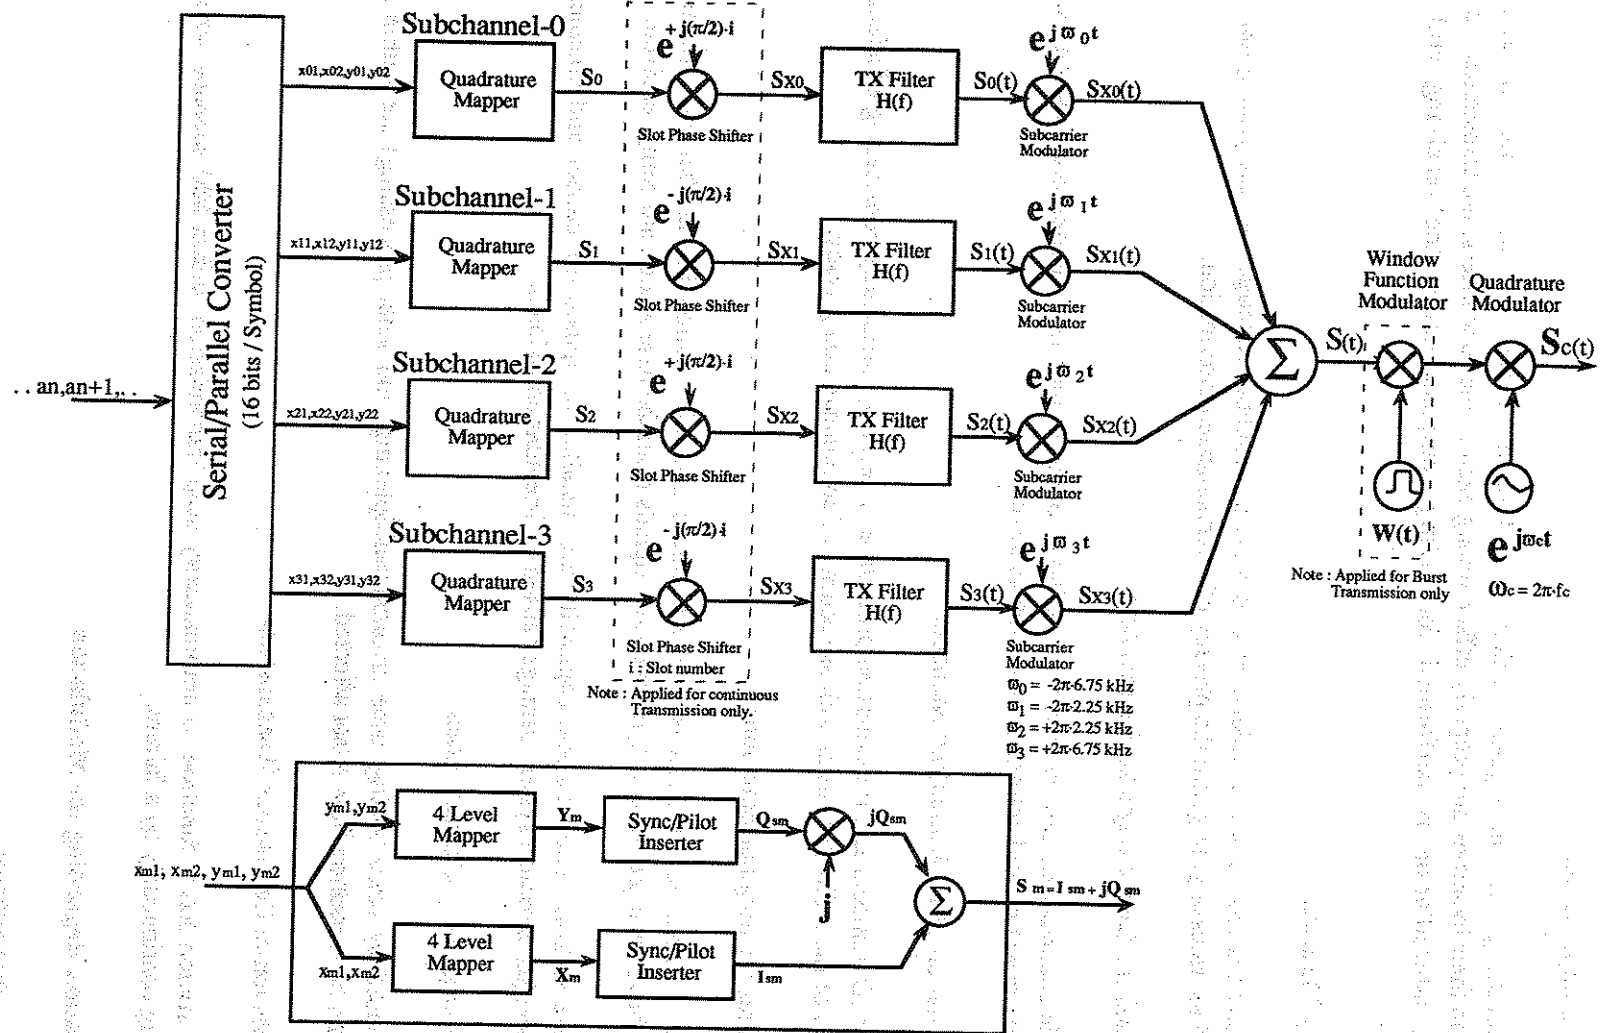 Subchannel-0
x01,x02,y01,y02
Quadrature
Mapper
S0
e+j(π/2)·i
Slot Phase Shifter
Sx0
TX Filter
H(f)
S0(t)
ejϖ0t
Subcarrier
Modulator
Sx0(t)
Subchannel-1
x11,x12,y11,y12
Quadrature
Mapper
S1
e-j(π/2)·i
Slot Phase Shifter
Sx1
TX Filter
H(f)
S1(t)
ejϖ1t
Subcarrier
Modulator
Sx1(t)
. . an,an+1,. .
Serial/Parallel Converter
(16 bits / Symbol)
Subchannel-2
x21,x22,y21,y22
Quadrature
Mapper
S2
e+j(π/2)·i
Slot Phase Shifter
Sx2
TX Filter
H(f)
S2(t)
ejϖ2t
Subcarrier
Modulator
Sx2(t)
Subchannel-3
x31,x32,y31,y32
Quadrature
Mapper
S3
e-j(π/2)·i
Slot Phase Shifter
i : Slot number
Note : Applied for continuous
Transmission only.
Sx3
TX Filter
H(f)
S3(t)
ejϖ3t
Subcarrier
Modulator
ϖ0 = -2π·6.75 kHz
ϖ1 = -2π·2.25 kHz
ϖ2 = +2π·2.25 kHz
ϖ3 = +2π·6.75 kHz
Sx3(t)
Σ
S(t)
Window
Function
Modulator
W(t)
Note : Applied for Burst
Transmission only
Quadrature
Modulator
Sc(t)
ejϖct
ωc = 2π·fc
xm1, xm2, ym1, ym2
ym1,ym2
4 Level
Mapper
Ym
Sync/Pilot
Inserter
Qsm
jQsm
j
xm1,xm2
4 Level
Mapper
Xm
Sync/Pilot
Inserter
Ism
Σ
Sm=Ism+jQsm